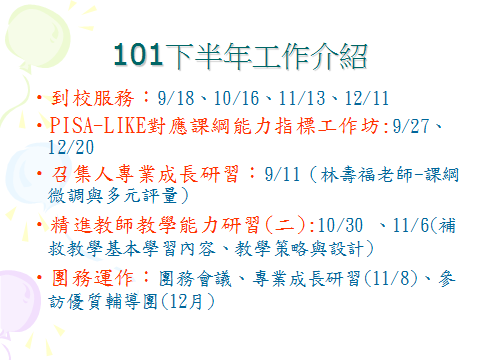 101下半年工作介紹
•到校服務：9/18、10/16、11/13、12/11
•PISA-LIKE對應課綱能力指標工作坊:9/27、
12/20
•召集人專業成長研習：9/11（林壽福老師-課綱
微調與多元評量）
•精進教師教學能力研習(二):10/30 、11/6(補
救教學基本學習內容、教學策略與設計)
•團務運作：團務會議、專業成長研習(11/8)、參
訪優質輔導團(12月)